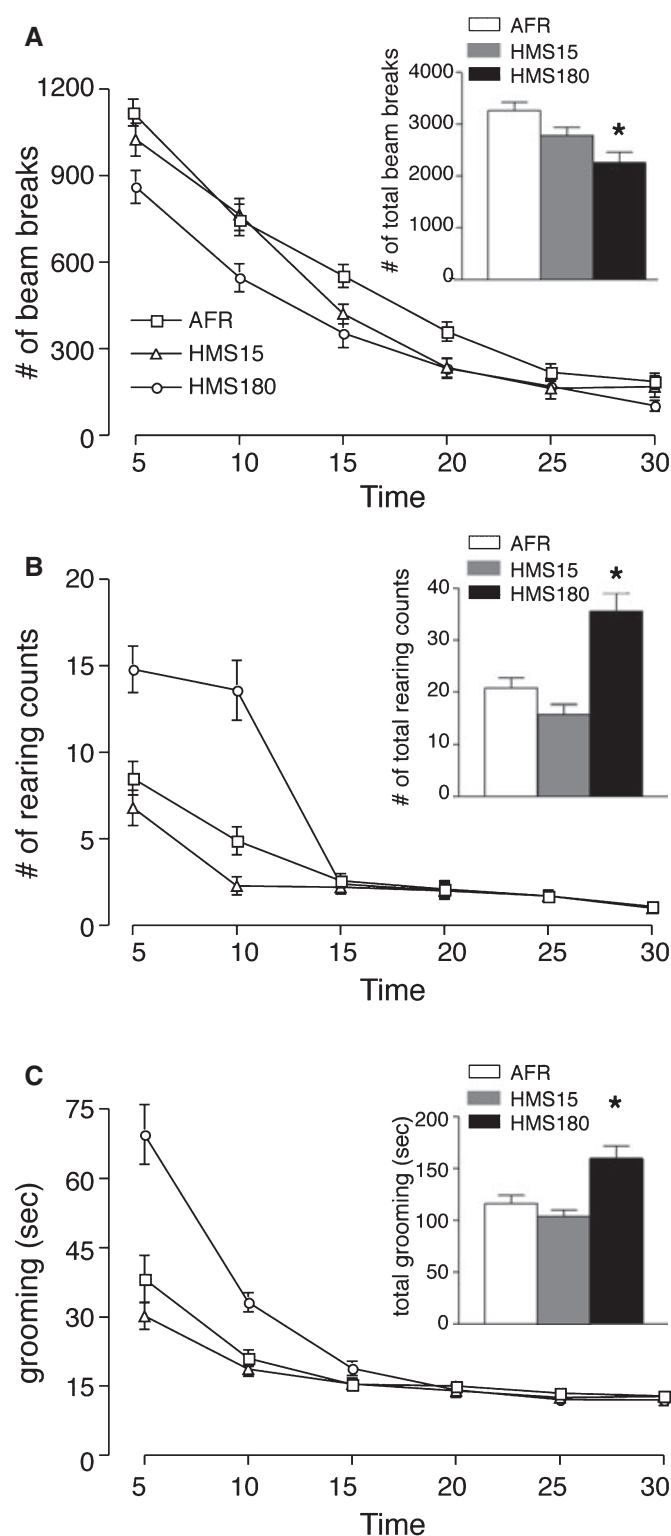 A
AFR
HMS15
HMS180
# of total beam breaks
4000
3000
2000
1000
0
*
# of beam breaks
1200
900
600
300
0
AFR
HMS15
HMS180
5 10 15 20 25 30
Time
B
AFR
HMS15
HMS180
# of total rearing counts
40
30
20
10
0
*
# of rearing counts
20
15
10
5
0
5 10 15 20 25 30
Time
C
AFR
HMS15
HMS180
total grooming (sec)
200
150
100
50
0
*
grooming (sec)
75
60
45
30
15
0
5 10 15 20 25 30
Time